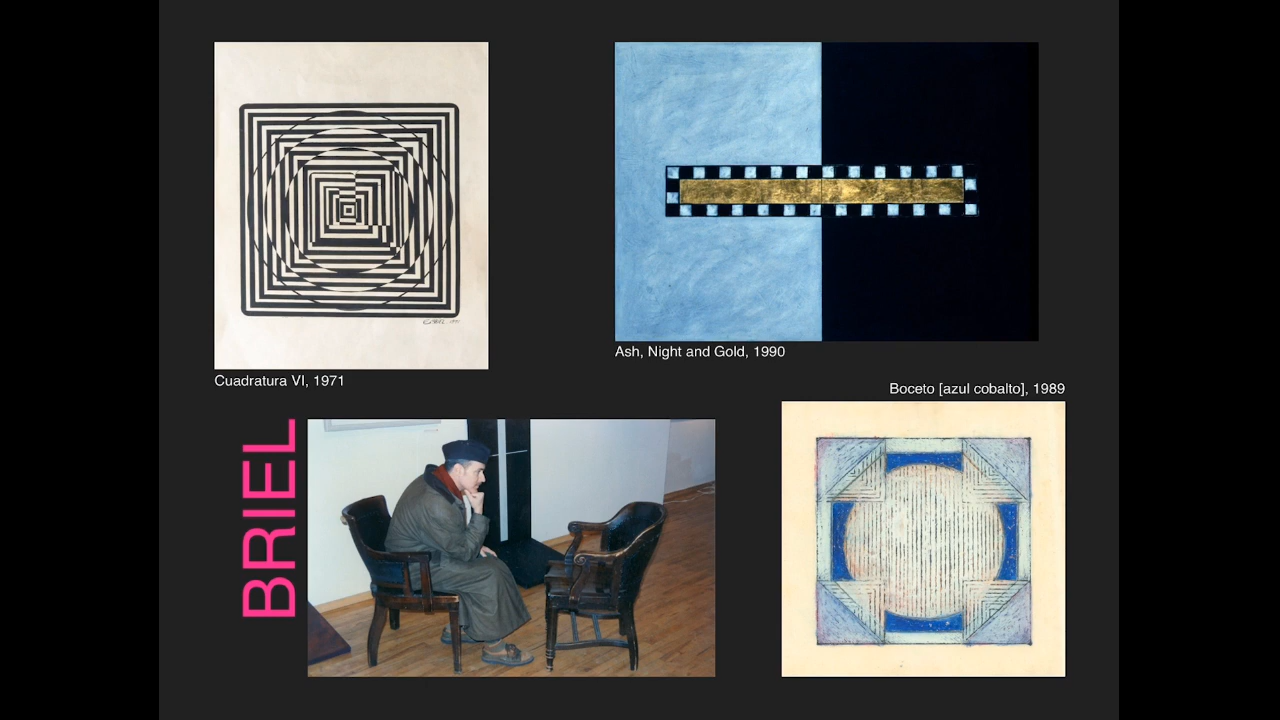 Cuadratura VI, 1971
Ash, Night and Gold, 1990
Boceto [azul cobalto], 1989
BRIEL